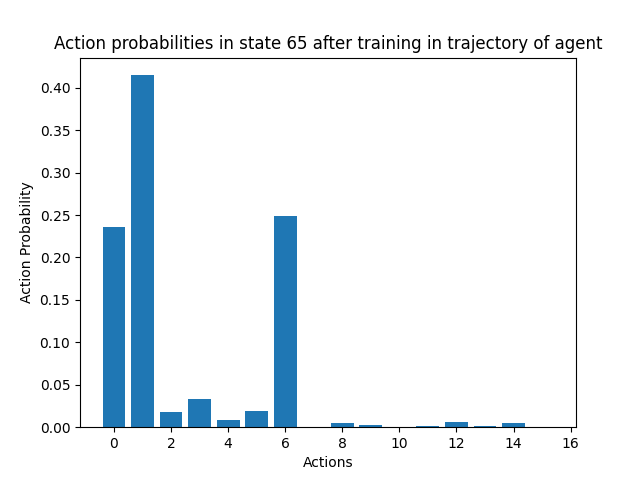 Action probabilities in state 65 after training in trajectory of agent
0.40
0.35
0.30
0.25
0.20
0.15
0.10
0.05
0.00
Action Probability
0 2 4 6 8 10 12 14 16
Actions